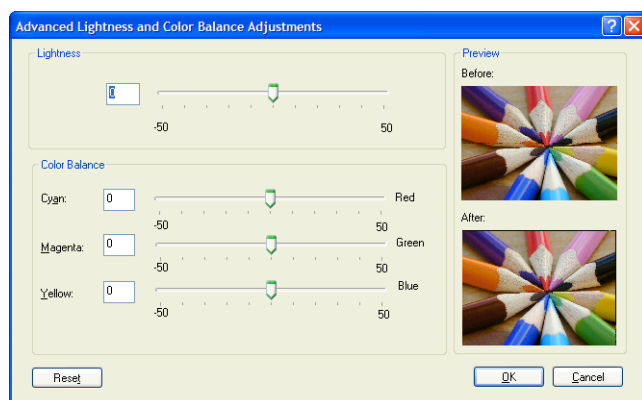 Advanced Lightness and Color Balance Adjustments
Lightness
0
-50 50
Color Balance
Cyan: 0 Red
-50 50
Magenta: 0 Green
-50 50
Yellow: 0 Blue
-50 50
Preview
Before:
After:
Reset
OK Cancel